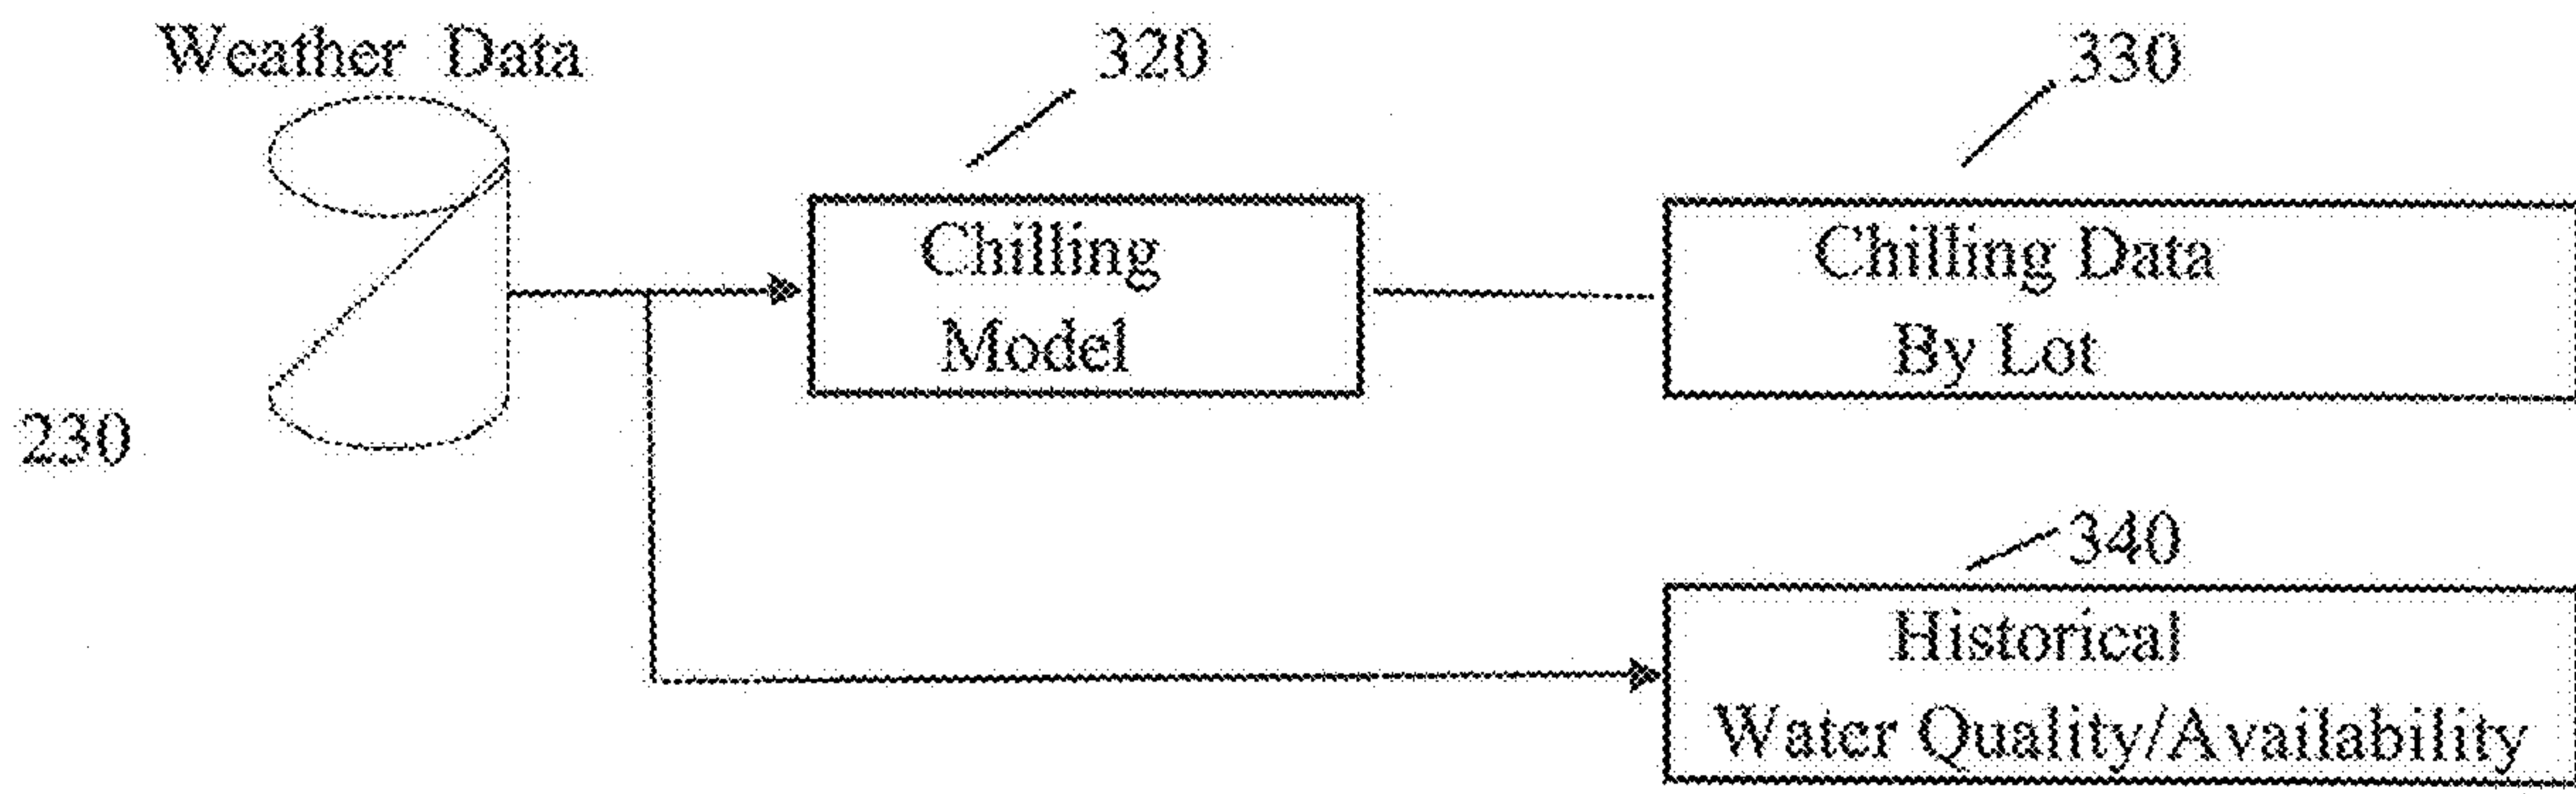 Weather Data
320
330
Chilling
Model
Chilling Data
By Lot
230
340
Historical
Water Quality/Availability